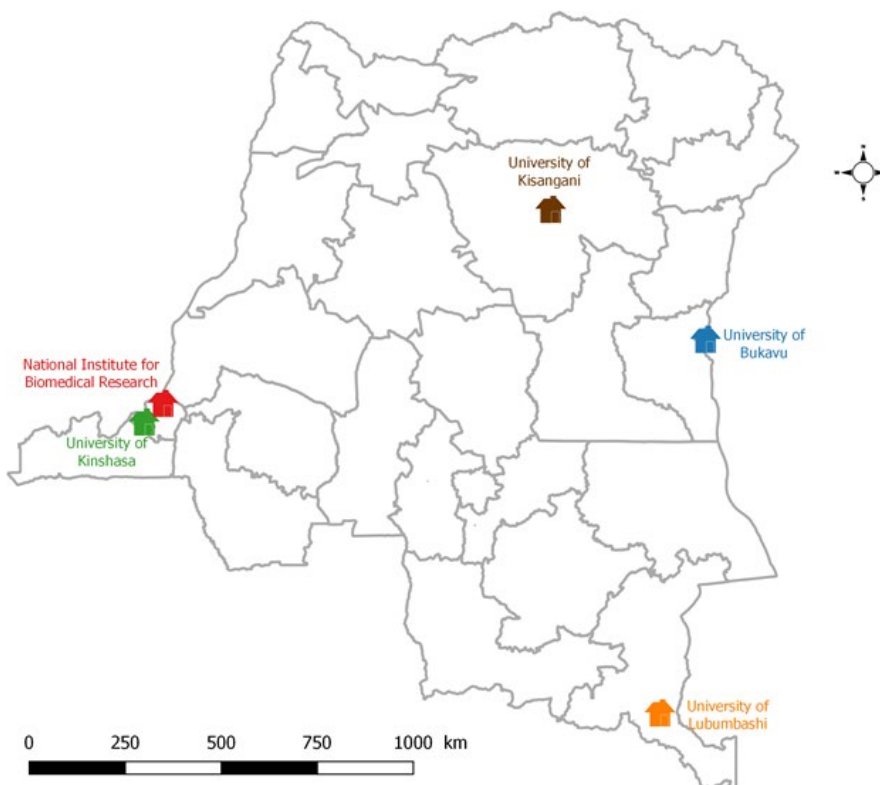 University of
Kisangani
University of
Bukavu
National Institute for
Biomedical Research
University of
Kinshasa
University of
Lubumbashi
0 250 500 750 1000 km